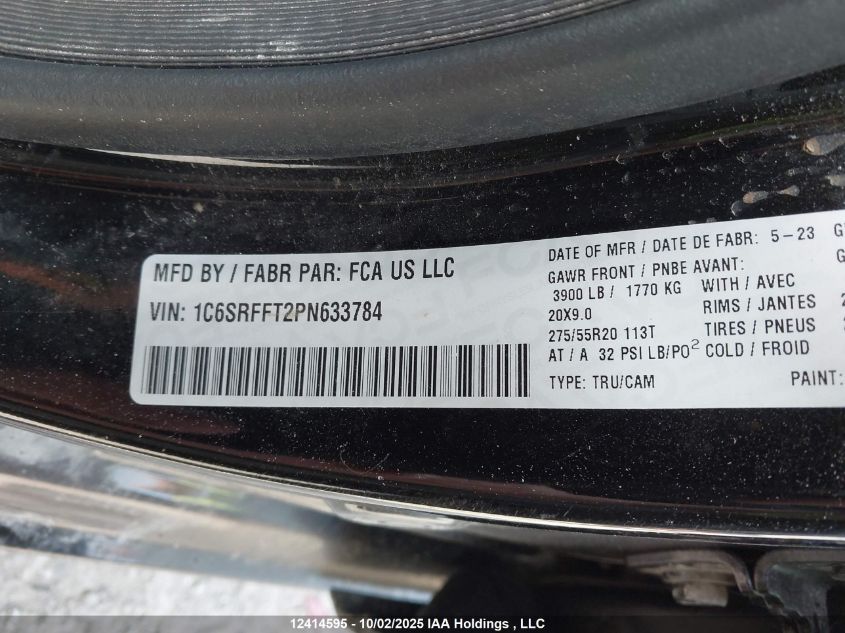 MFD BY / FABR PAR: FCA US LLC
VIN: 1C6SRFFT2PN633784
DATE OF MFR / DATE DE FABR: 5-23
GAWR FRONT / PNBE AVANT:
3900 LB / 1770 KG WITH / AVEC
20X9.0 RIMS / JANTES
275/55R20 113T TIRES / PNEUS
AT / A 32 PSI LB/PO² COLD / FROID
TYPE: TRU/CAM PAINT:
12414595 - 10/02/2025 IAA Holdings , LLC